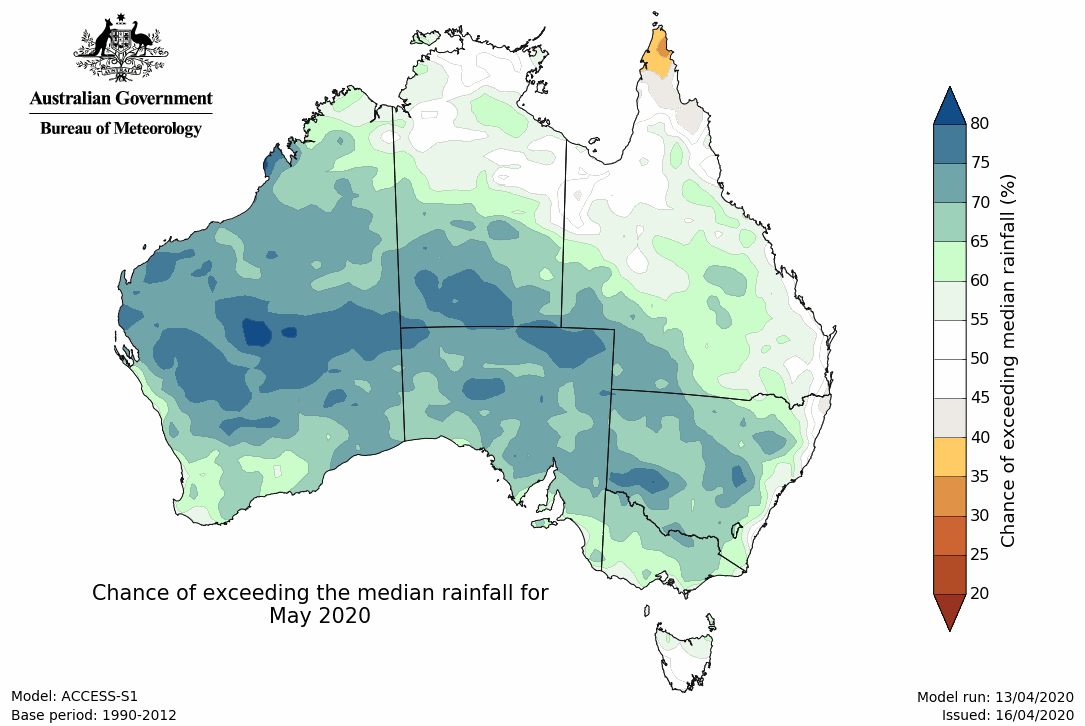 Australian Government
Bureau of Meteorology
80
75
70
65
60
55
50
45
40
35
30
25
20
Chance of exceeding median rainfall (%)
Chance of exceeding the median rainfall for
May 2020
Model: ACCESS-S1
Base period: 1990-2012
Model run: 13/04/2020
Issued: 16/04/2020